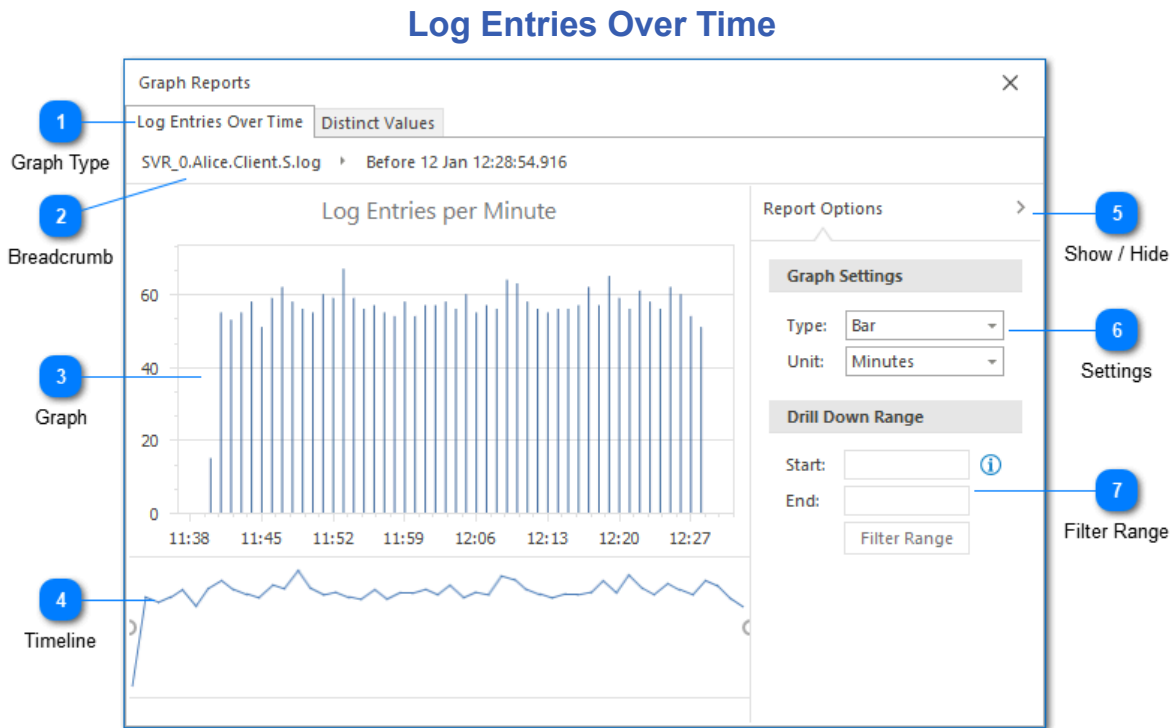 Log Entries Over Time
Graph Reports
1
Graph Type
Log Entries Over Time
Distinct Values
SVR_0.Alice.Client.S.log
Before 12 Jan 12:28:54.916
2
Breadcrumb
Log Entries per Minute
Report Options
5
Show / Hide
60
40
20
0
3
Graph
11:38 11:45 11:52 11:59 12:06 12:13 12:20 12:27
Graph Settings
Type: Bar
Unit: Minutes
6
Settings
Drill Down Range
Start:
End:
Filter Range
7
Filter Range
4
Timeline